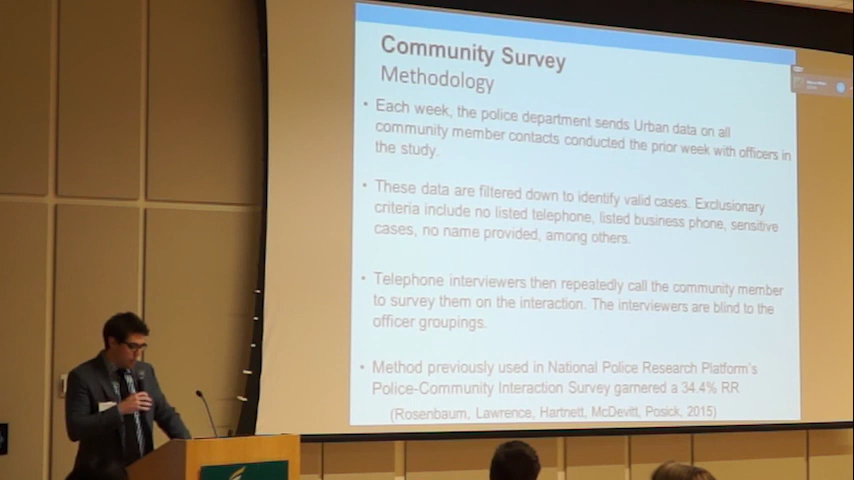 Community Survey
Methodology
• Each week, the police department sends Urban data on all
community member contacts conducted the prior week with officers in
the study.
• These data are filtered down to identify valid cases. Exclusionary
criteria include no listed telephone, listed business phone, sensitive
cases, no name provided, among others.
• Telephone interviewers then repeatedly call the community member
to survey them on the interaction. The interviewers are blind to the
officer groupings.
• Method previously used in National Police Research Platform's
Police-Community Interaction Survey garnered a 34.4% RR
(Rosenbaum, Lawrence, Hartnett, McDevitt, Posick, 2015)